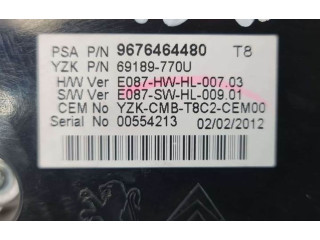 PSA P/N 9676464480 T8
YZK P/N 69189-770U
H/W Ver E087-HW-HL-007.03
S/W Ver E087-SW-HL-009.01
CEM No YZK-CMB-T8C2-CEM00
Serial No 00554213 02/02/2012